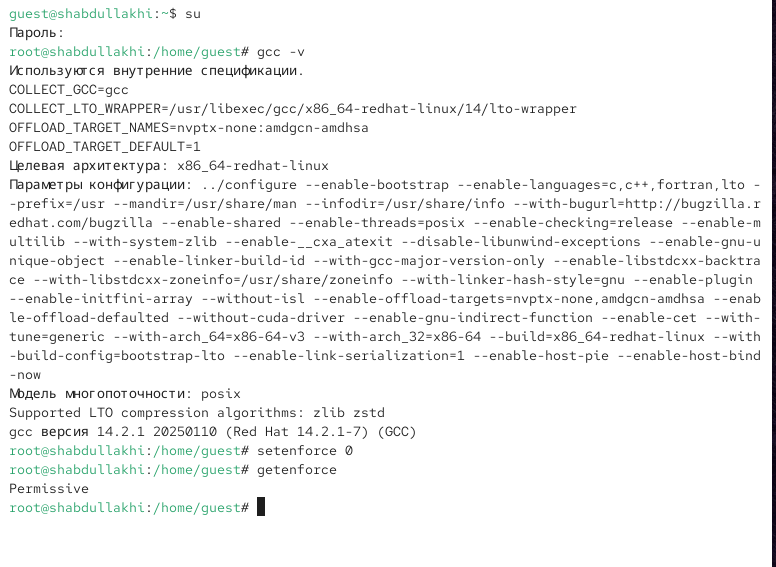 guest@shabdullakhi:~$ su
Пароль:
root@shabdullakhi:/home/guest# gcc -v
Используются внутренние спецификации.
COLLECT_GCC=gcc
COLLECT_LTO_WRAPPER=/usr/libexec/gcc/x86_64-redhat-linux/14/lto-wrapper
OFFLOAD_TARGET_NAMES=nvptx-none:amdgcn-amdhsa
OFFLOAD_TARGET_DEFAULT=1
Целевая архитектура: x86_64-redhat-linux
Параметры конфигурации: ../configure --enable-bootstrap --enable-languages=c,c++,fortran,lto -
-prefix=/usr --mandir=/usr/share/man --infodir=/usr/share/info --with-bugurl=http://bugzilla.r
edhat.com/bugzilla --enable-shared --enable-threads=posix --enable-checking=release --enable-m
ultilib --with-system-zlib --enable-__cxa_atexit --disable-libunwind-exceptions --enable-gnu-u
nique-object --enable-linker-build-id --with-gcc-major-version-only --enable-libstdcxx-backtra
ce --with-libstdcxx-zoneinfo=/usr/share/zoneinfo --with-linker-hash-style=gnu --enable-plugin
--enable-initfini-array --without-isl --enable-offload-targets=nvptx-none,amdgcn-amdhsa --enab
le-offload-defaulted --without-cuda-driver --enable-gnu-indirect-function --enable-cet --with-
tune=generic --with-arch_64=x86-64-v3 --with-arch_32=x86-64 --build=x86_64-redhat-linux --with
-build-config=bootstrap-lto --enable-link-serialization=1 --enable-host-pie --enable-host-bind
-now
Модель многопоточности: posix
Supported LTO compression algorithms: zlib zstd
gcc версия 14.2.1 20250110 (Red Hat 14.2.1-7) (GCC)
root@shabdullakhi:/home/guest# setenforce 0
root@shabdullakhi:/home/guest# getenforce
Permissive
root@shabdullakhi:/home/guest#